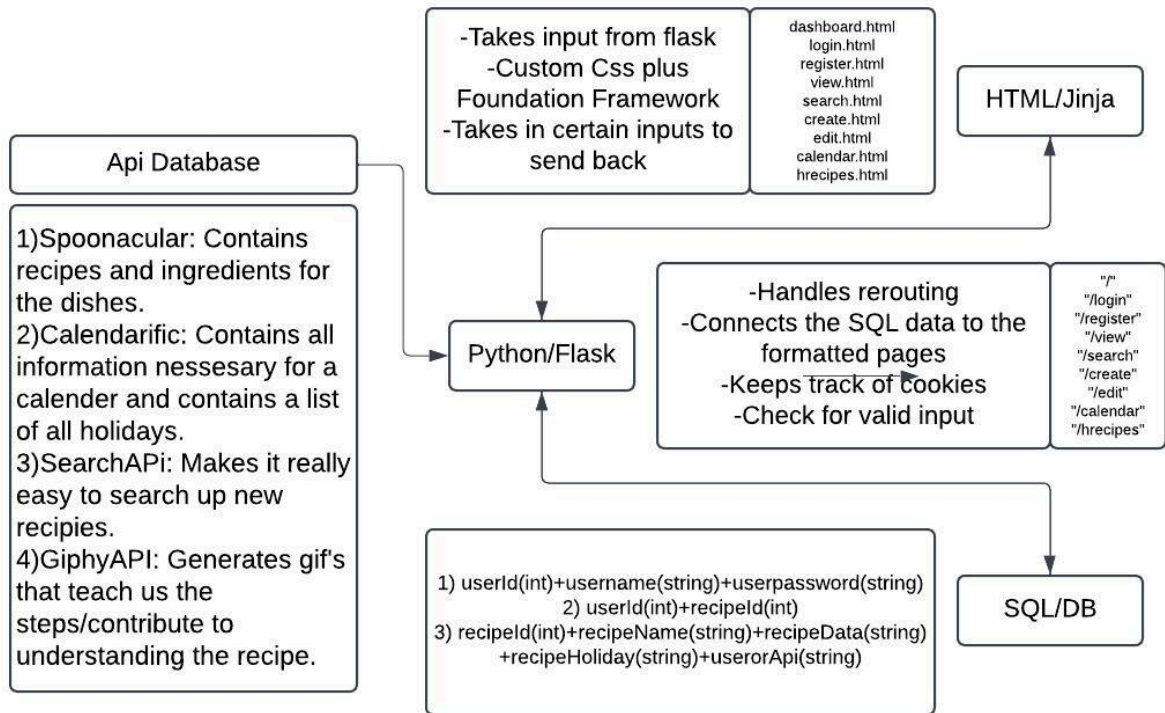 -Takes input from flask
-Custom Css plus
Foundation Framework
-Takes in certain inputs to
send back
dashboard.html
login.html
register.html
view.html
search.html
create.html
edit.html
calendar.html
hrecipes.html
HTML/Jinja
Api Database
1)Spoonacular: Contains
recipes and ingredients for
the dishes.
2)Calendarific: Contains all
information nessesary for a
calender and contains a list
of all holidays.
3)SearchAPi: Makes it really
easy to search up new
recipies.
4)GiphyAPI: Generates gif's
that teach us the
steps/contribute to
understanding the recipe.
Python/Flask
-Handles rerouting
-Connects the SQL data to the
formatted pages
-Keeps track of cookies
-Check for valid input
"/"
"/login"
"/register"
"/view"
"/search"
"/create"
"/edit"
"/calendar"
"/hrecipes"
1) userId(int)+username(string)+userpassword(string)
2) userId(int)+recipeId(int)
3) recipeId(int)+recipeName(string)+recipeData(string)
+recipeHoliday(string)+userorApi(string)
SQL/DB